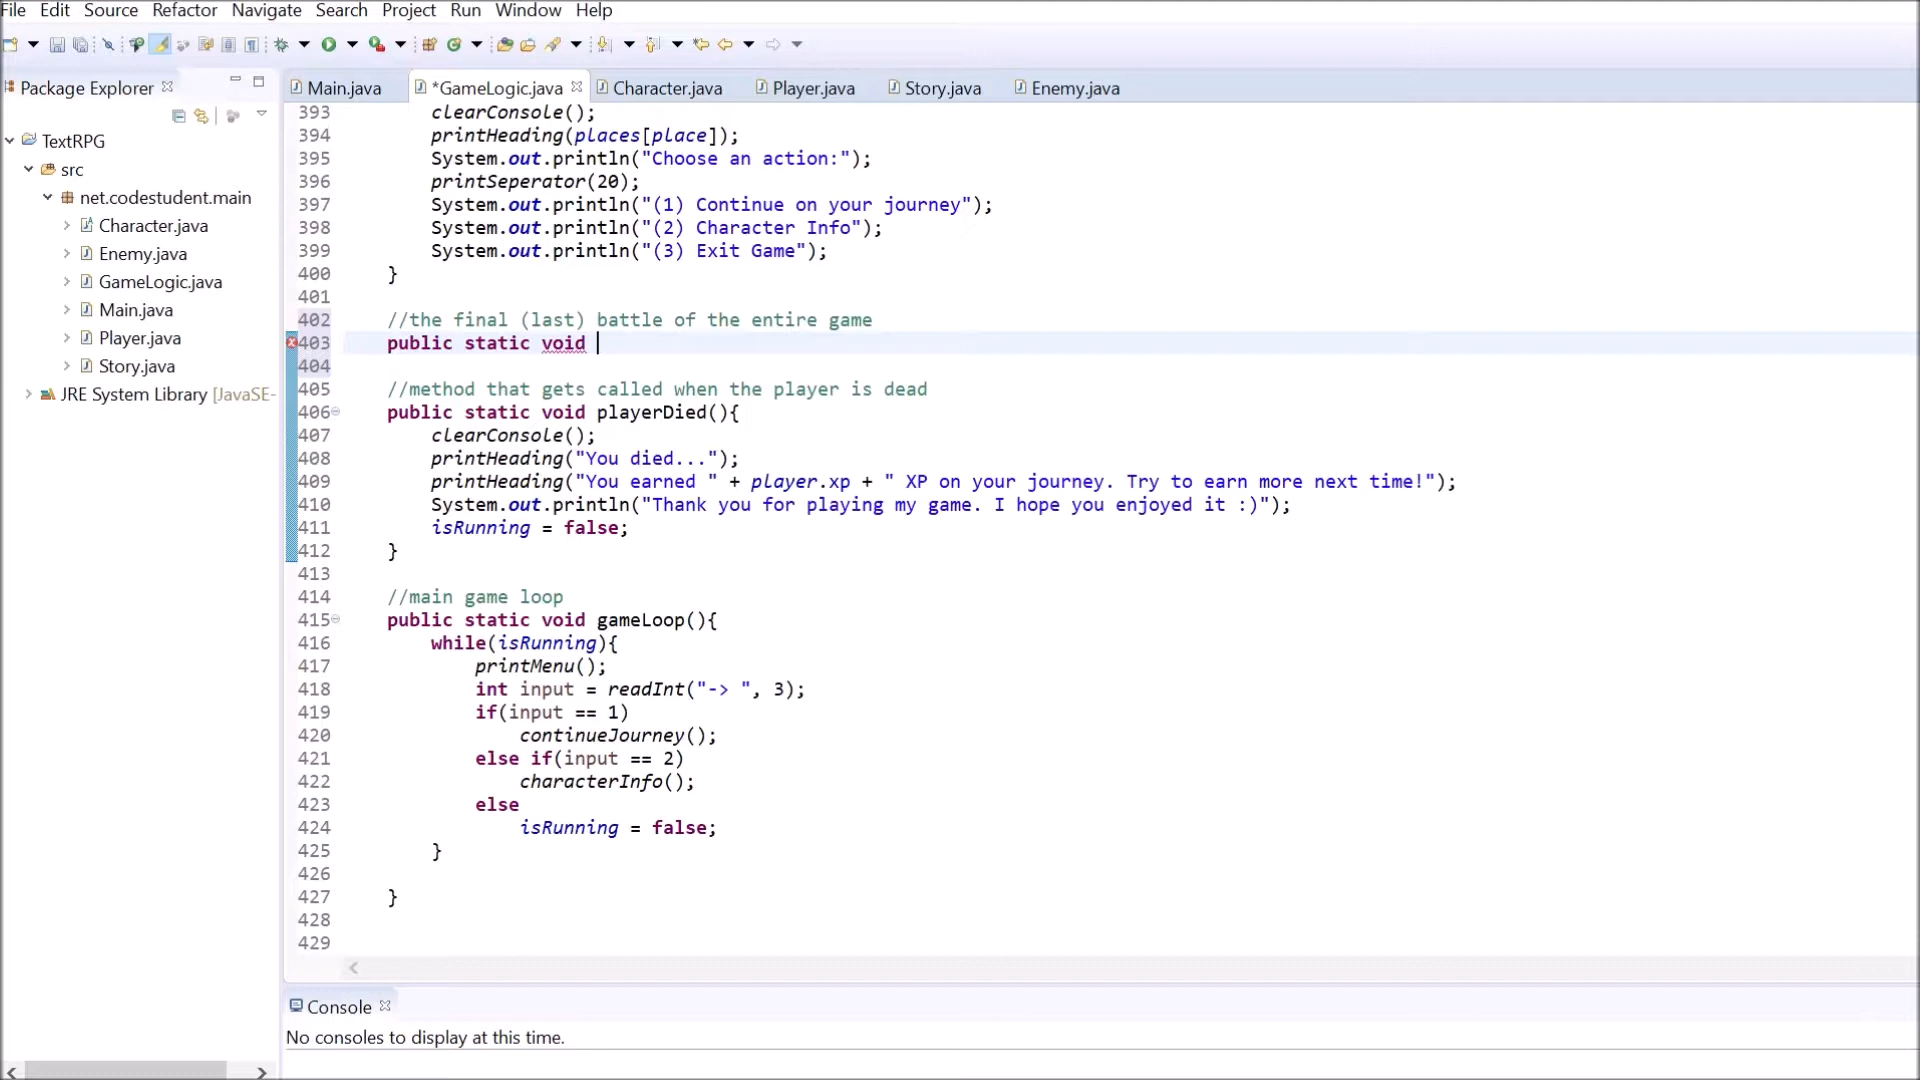 File Edit Source Refactor Navigate Search Project Run Window Help
Package Explorer
TextRPG
src
net.codestudent.main
Character.java
Enemy.java
GameLogic.java
Main.java
Player.java
Story.java
JRE System Library [JavaSE-
Main.java *GameLogic.java Character.java Player.java Story.java Enemy.java
393 clearConsole();
394 printHeading(places[place]);
395 System.out.println("Choose an action:");
396 printSeperator(20);
397 System.out.println("(1) Continue on your journey");
398 System.out.println("(2) Character Info");
399 System.out.println("(3) Exit Game");
400 }
401
402 //the final (last) battle of the entire game
403 public static void
404
405 //method that gets called when the player is dead
406 public static void playerDied(){
407 clearConsole();
408 printHeading("You died...");
409 printHeading("You earned " + player.xp + " XP on your journey. Try to earn more next time!");
410 System.out.println("Thank you for playing my game. I hope you enjoyed it :)");
411 isRunning = false;
412 }
413
414 //main game loop
415 public static void gameLoop(){
416 while(isRunning){
417 printMenu();
418 int input = readInt("-> ", 3);
419 if(input == 1)
420 continueJourney();
421 else if(input == 2)
422 characterInfo();
423 else
424 isRunning = false;
425 }
426
427 }
428
429
Console
No consoles to display at this time.